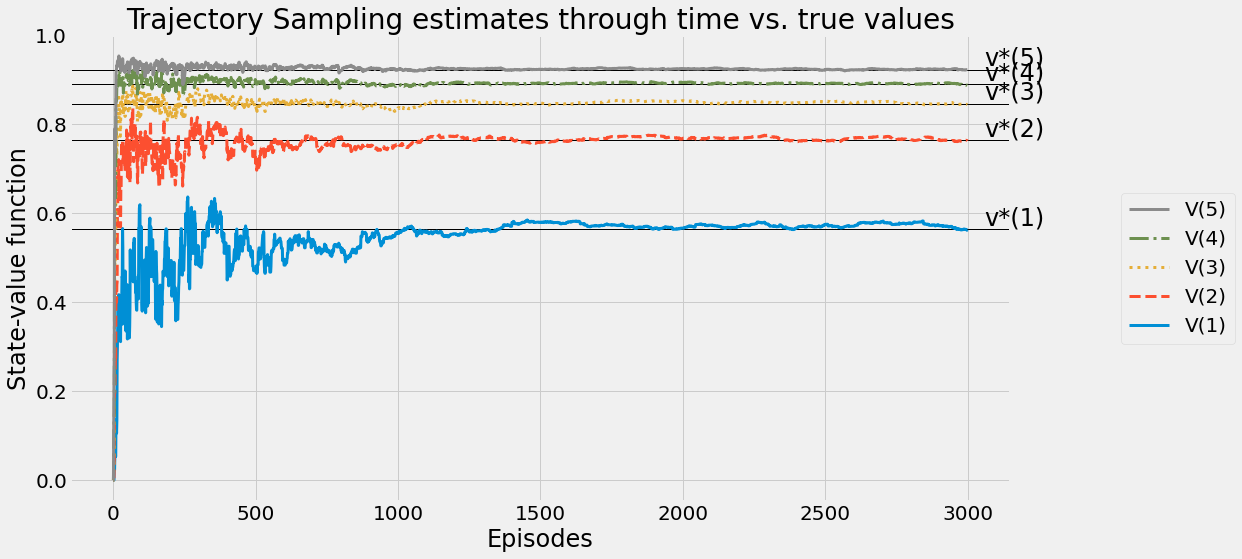 Trajectory Sampling estimates through time vs. true values
State-value function
1.0
0.8
0.6
0.4
0.2
0.0
v*(5)
v*(4)
v*(3)
v*(2)
v*(1)
V(5)
V(4)
V(3)
V(2)
V(1)
0 500 1000 1500 2000 2500 3000
Episodes